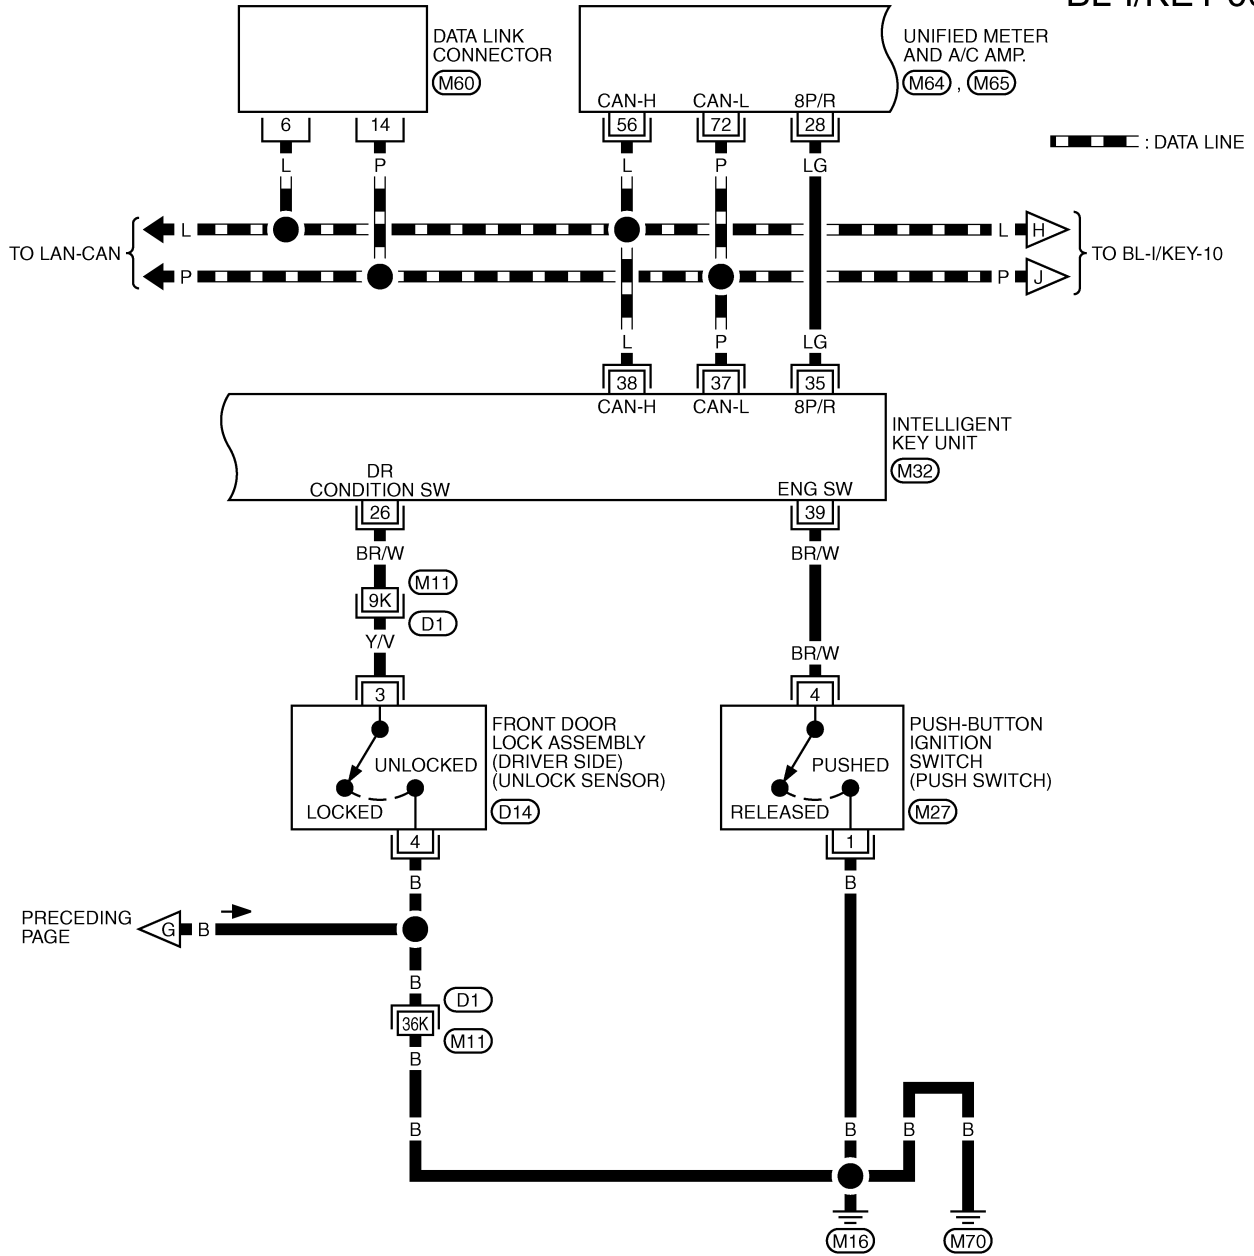 DATA LINK
CONNECTOR
M60
UNIFIED METER
AND A/C AMP.
M64 , M65
CAN-H CAN-L 8P/R
6 14 56 72 28
: DATA LINE
L P L P LG
TO LAN-CAN
L L H
P P J
TO BL-I/KEY-10
L P LG
38 37 35
CAN-H CAN-L 8P/R
INTELLIGENT
KEY UNIT
M32
DR
CONDITION SW
ENG SW
26 39
BR/W BR/W
M11
9K
D1
Y/V BR/W
3 4
FRONT DOOR
LOCK ASSEMBLY
(DRIVER SIDE)
(UNLOCK SENSOR)
D14
UNLOCKED
LOCKED
PUSH-BUTTON
IGNITION
SWITCH
(PUSH SWITCH)
M27
PUSHED
RELEASED
4 1
B B
PRECEDING
PAGE
G B
B
D1
36K
M11
B
B B B B
M16 M70